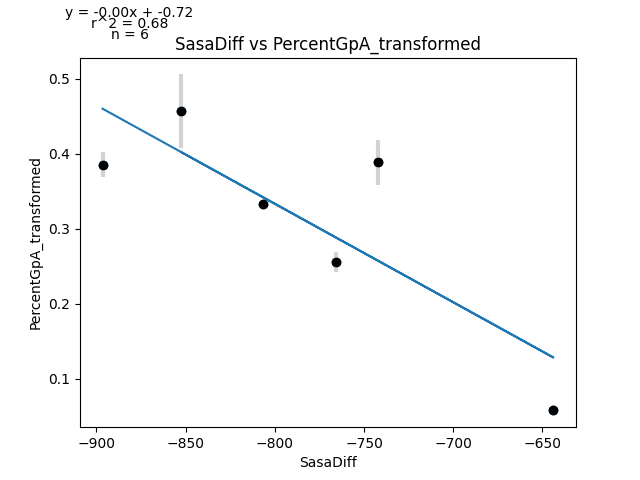 y = -0.00x + -0.72
r^2 = 0.68
n = 6
SasaDiff vs PercentGpA_transformed
PercentGpA_transformed
0.5
0.4
0.3
0.2
0.1
−900
−850
−800
−750
−700
−650
SasaDiff